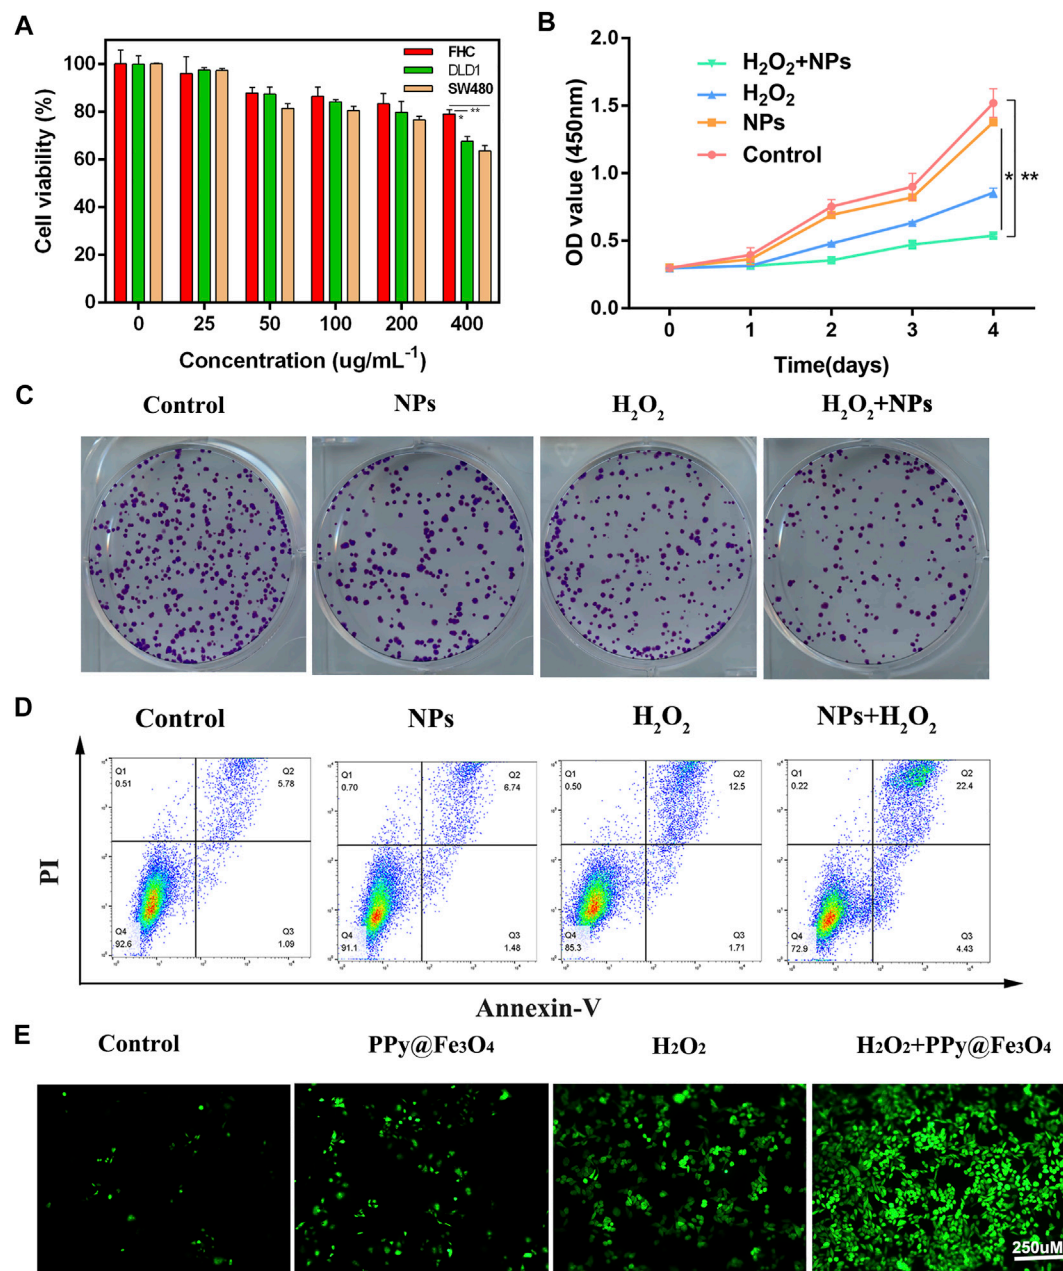 A
FHC
DLD1
SW480
**
*
Cell viability (%)
100
80
60
40
20
0
0 25 50 100 200 400
Concentration (ug/mL⁻¹)
B
H₂O₂+NPs
H₂O₂
NPs
Control
* **
OD value (450nm)
2.0
1.5
1.0
0.5
0.0
0 1 2 3 4
Time(days)
C
Control NPs H₂O₂ H₂O₂+NPs
D
Control NPs H₂O₂ NPs+H₂O₂
PI
Q1
0.51
Q2
5.78
Q4
92.6
Q3
1.09
Q1
0.70
Q2
6.74
Q4
91.1
Q3
1.48
Q1
0.50
Q2
12.5
Q4
85.3
Q3
1.71
Q1
0.22
Q2
22.4
Q4
72.9
Q3
4.43
Annexin-V
E
Control PPy@Fe₃O₄ H₂O₂ H₂O₂+PPy@Fe₃O₄
250uM